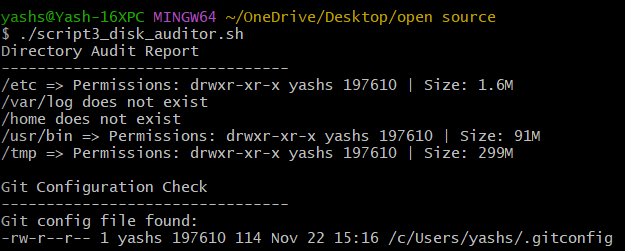 yashs@Yash-16XPC MINGW64 ~/OneDrive/Desktop/open source
$ ./script3_disk_auditor.sh
Directory Audit Report
--------------------------------
/etc => Permissions: drwxr-xr-x yashs 197610 | Size: 1.6M
/var/log does not exist
/home does not exist
/usr/bin => Permissions: drwxr-xr-x yashs 197610 | Size: 91M
/tmp => Permissions: drwxr-xr-x yashs 197610 | Size: 299M

Git Configuration Check
--------------------------------
Git config file found:
-rw-r--r-- 1 yashs 197610 114 Nov 22 15:16 /c/Users/yashs/.gitconfig